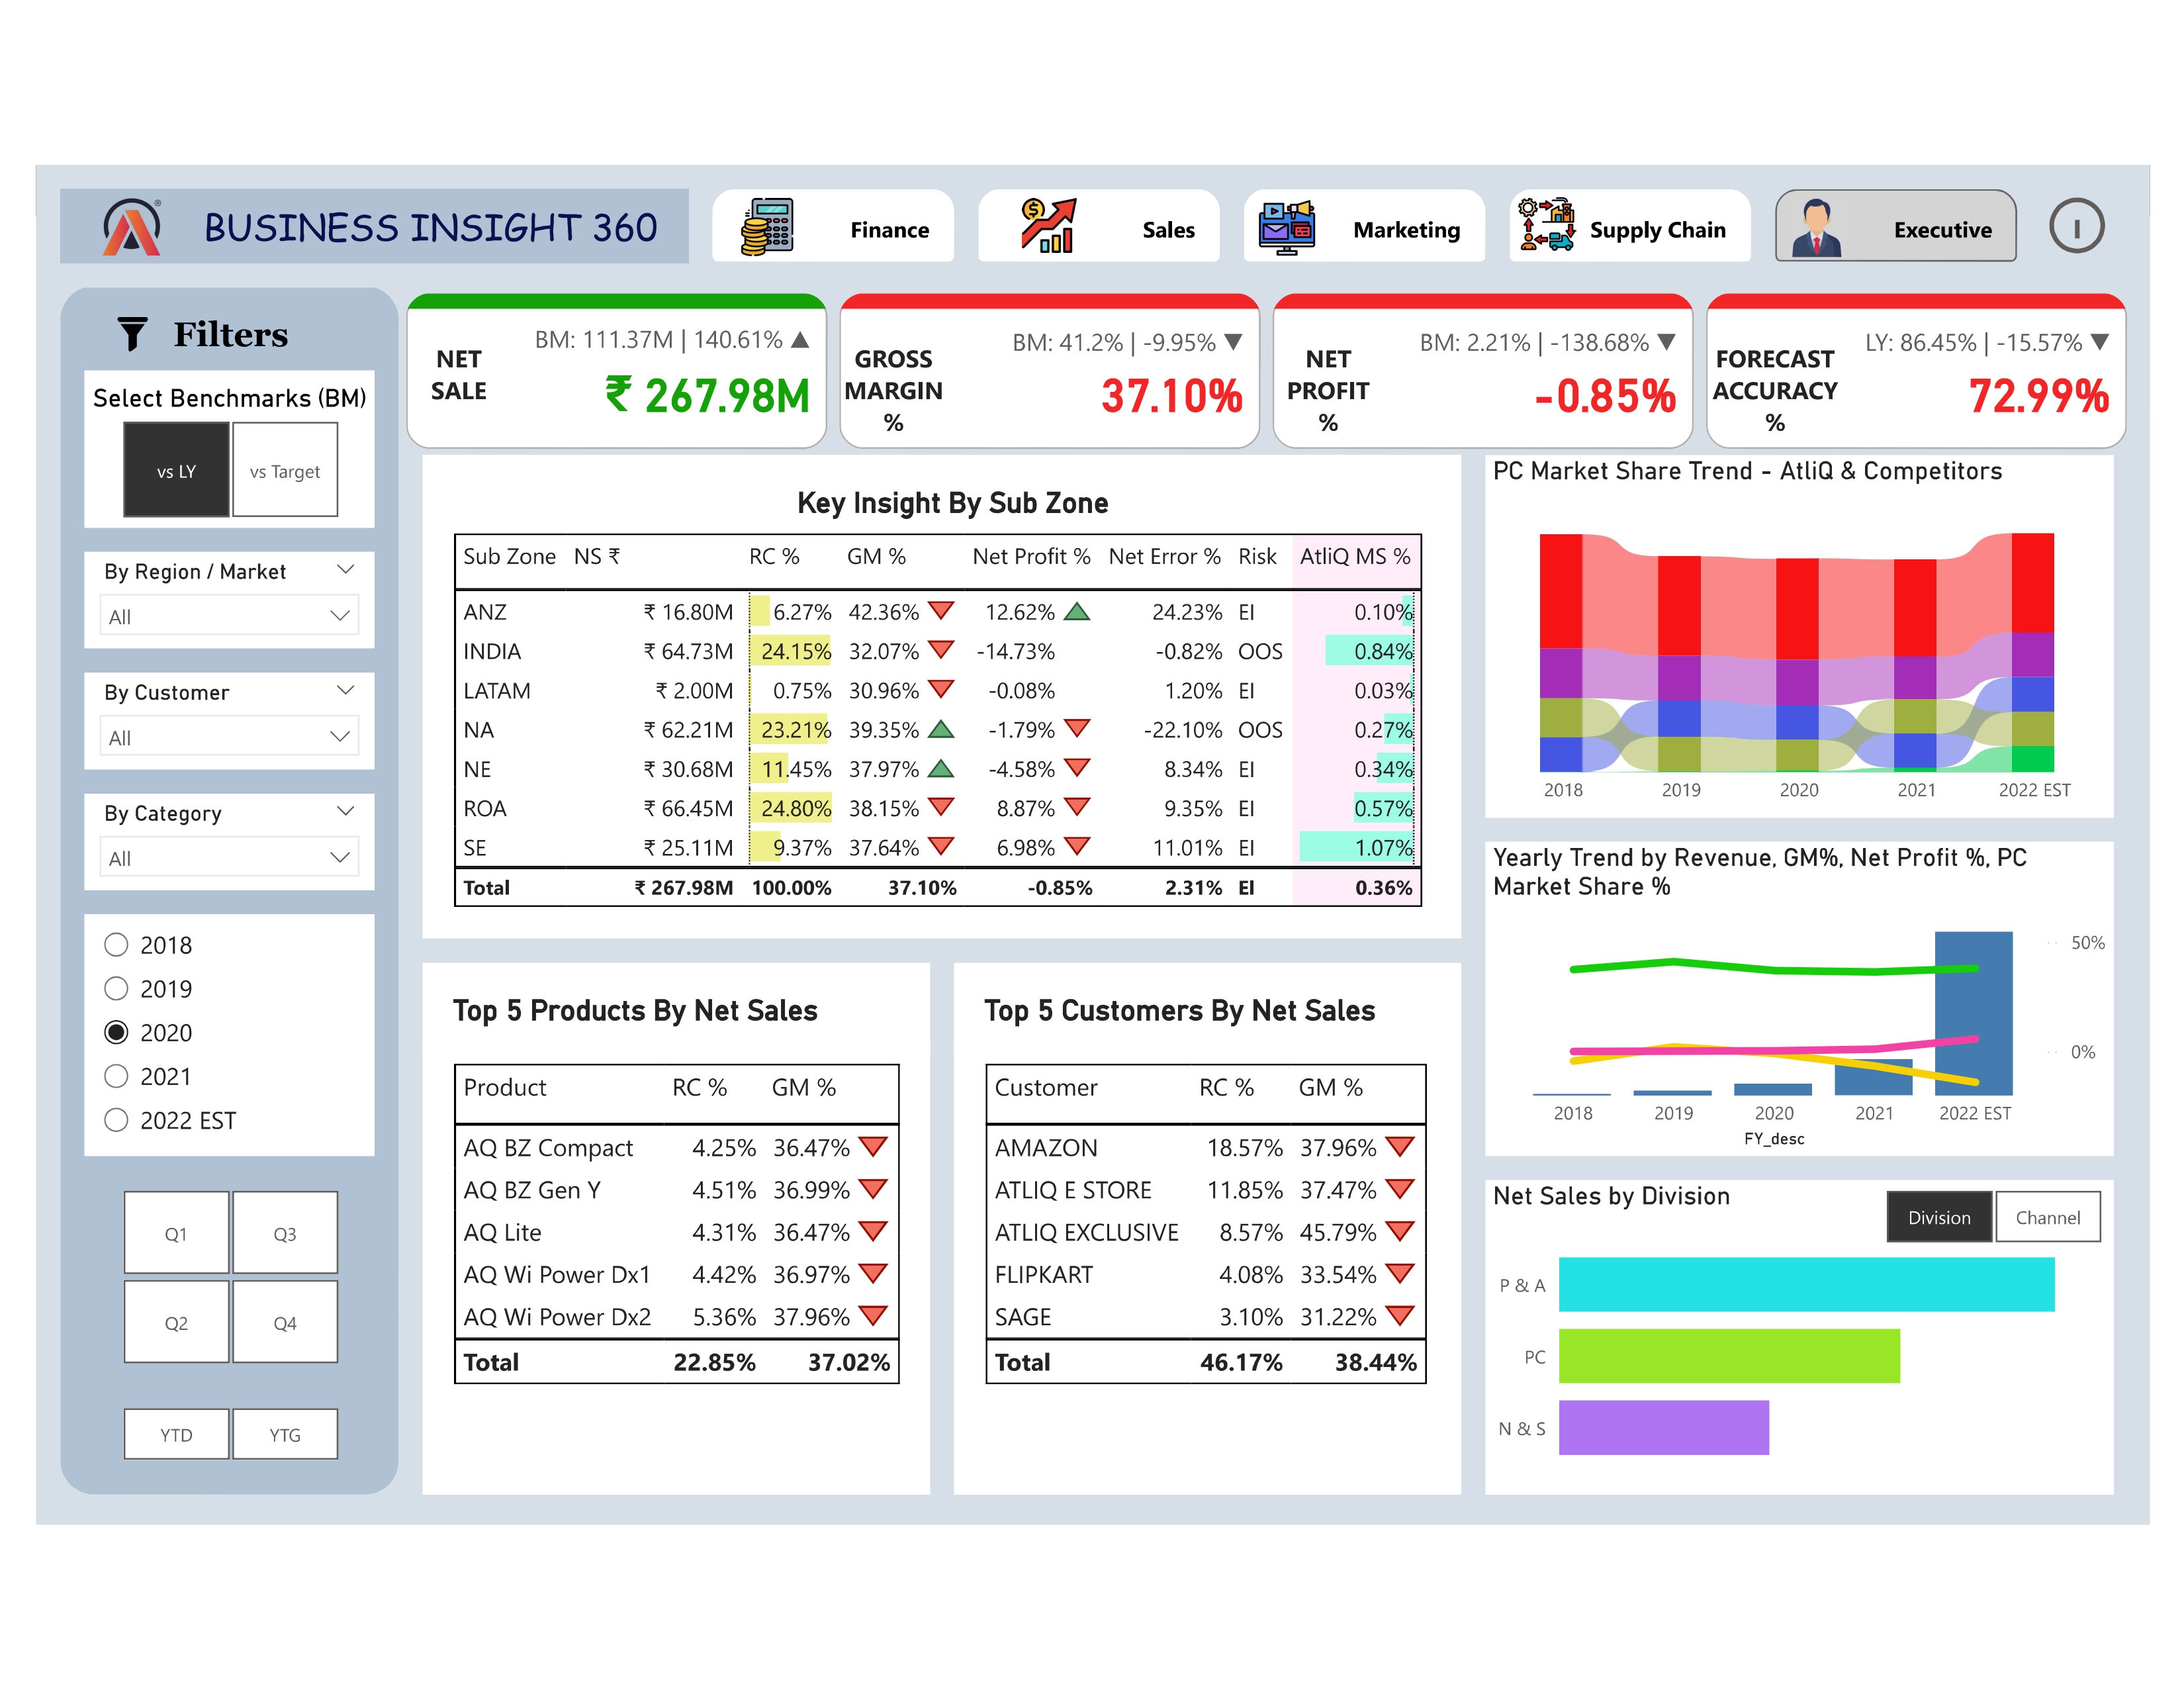 BUSINESS INSIGHT 360
®
Finance
Sales
Marketing
Supply Chain
Executive
Filters
Select Benchmarks (BM)
vs LY
vs Target
By Region / Market
All
By Customer
All
By Category
All
2018
2019
2020
2021
2022 EST
Q1
Q3
Q2
Q4
YTD
YTG
NET SALE
BM: 111.37M | 140.61% ▲
₹ 267.98M
GROSS MARGIN %
BM: 41.2% | -9.95% ▼
37.10%
NET PROFIT %
BM: 2.21% | -138.68% ▼
-0.85%
FORECAST ACCURACY %
LY: 86.45% | -15.57% ▼
72.99%
Key Insight By Sub Zone
Sub Zone NS ₹ RC % GM % Net Profit % Net Error % Risk AtliQ MS %
ANZ ₹ 16.80M 6.27% 42.36% 12.62% 24.23% EI 0.10%
INDIA ₹ 64.73M 24.15% 32.07% -14.73% -0.82% OOS 0.84%
LATAM ₹ 2.00M 0.75% 30.96% -0.08% 1.20% EI 0.03%
NA ₹ 62.21M 23.21% 39.35% -1.79% -22.10% OOS 0.27%
NE ₹ 30.68M 11.45% 37.97% -4.58% 8.34% EI 0.34%
ROA ₹ 66.45M 24.80% 38.15% 8.87% 9.35% EI 0.57%
SE ₹ 25.11M 9.37% 37.64% 6.98% 11.01% EI 1.07%
Total ₹ 267.98M 100.00% 37.10% -0.85% 2.31% EI 0.36%
Top 5 Products By Net Sales
Product RC % GM %
AQ BZ Compact 4.25% 36.47%
AQ BZ Gen Y 4.51% 36.99%
AQ Lite 4.31% 36.47%
AQ Wi Power Dx1 4.42% 36.97%
AQ Wi Power Dx2 5.36% 37.96%
Total 22.85% 37.02%
Top 5 Customers By Net Sales
Customer RC % GM %
AMAZON 18.57% 37.96%
ATLIQ E STORE 11.85% 37.47%
ATLIQ EXCLUSIVE 8.57% 45.79%
FLIPKART 4.08% 33.54%
SAGE 3.10% 31.22%
Total 46.17% 38.44%
PC Market Share Trend - AtliQ & Competitors
2018 2019 2020 2021 2022 EST
Yearly Trend by Revenue, GM%, Net Profit %, PC
Market Share %
50%
0%
2018 2019 2020 2021 2022 EST
FY_desc
Net Sales by Division
Division
Channel
P & A
PC
N & S